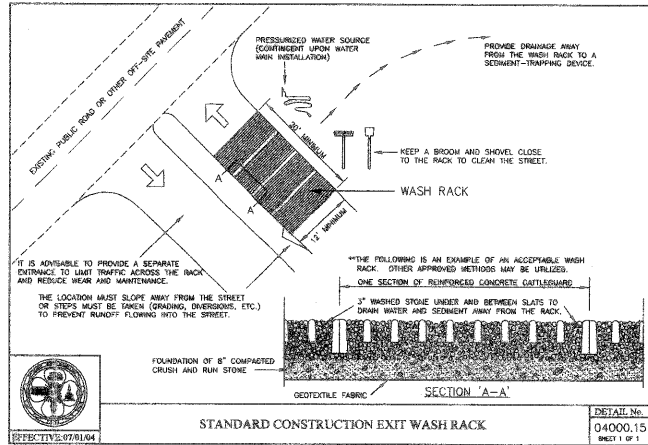 PRESSURIZED WATER SOURCE
(CONTINGENT UPON WATER
MAIN INSTALLATION)
PROVIDE DRAINAGE AWAY
FROM THE WASH RACK TO A
SEDIMENT-TRAPPING DEVICE.
EXISTING PUBLIC ROAD OR OTHER OFF-SITE PAVEMENT
20' MINIMUM
KEEP A BROOM AND SHOVEL CLOSE
TO THE RACK TO CLEAN THE STREET.
A
A
WASH RACK
12' MINIMUM
IT IS ADVISABLE TO PROVIDE A SEPARATE
ENTRANCE TO LIMIT TRAFFIC ACROSS THE RACK
AND REDUCE WEAR AND MAINTENANCE.
THE LOCATION MUST SLOPE AWAY FROM THE STREET
OR STEPS MUST BE TAKEN (GRADING, DIVERSIONS, ETC.)
TO PREVENT RUNOFF FLOWING INTO THE STREET.
**THE FOLLOWING IS AN EXAMPLE OF AN ACCEPTABLE WASH
RACK. OTHER APPROVED METHODS MAY BE UTILIZED.
ONE SECTION OF REINFORCED CONCRETE CATTLEGUARD
3" WASHED STONE UNDER AND BETWEEN SLATS TO
DRAIN WATER AND SEDIMENT AWAY FROM THE RACK.
FOUNDATION OF 8" COMPACTED
CRUSH AND RUN STONE
GEOTEXTILE FABRIC
SECTION 'A-A'
EFFECTIVE:07/01/04
STANDARD CONSTRUCTION EXIT WASH RACK
DETAIL No.
04000.15
SHEET 1 OF 1